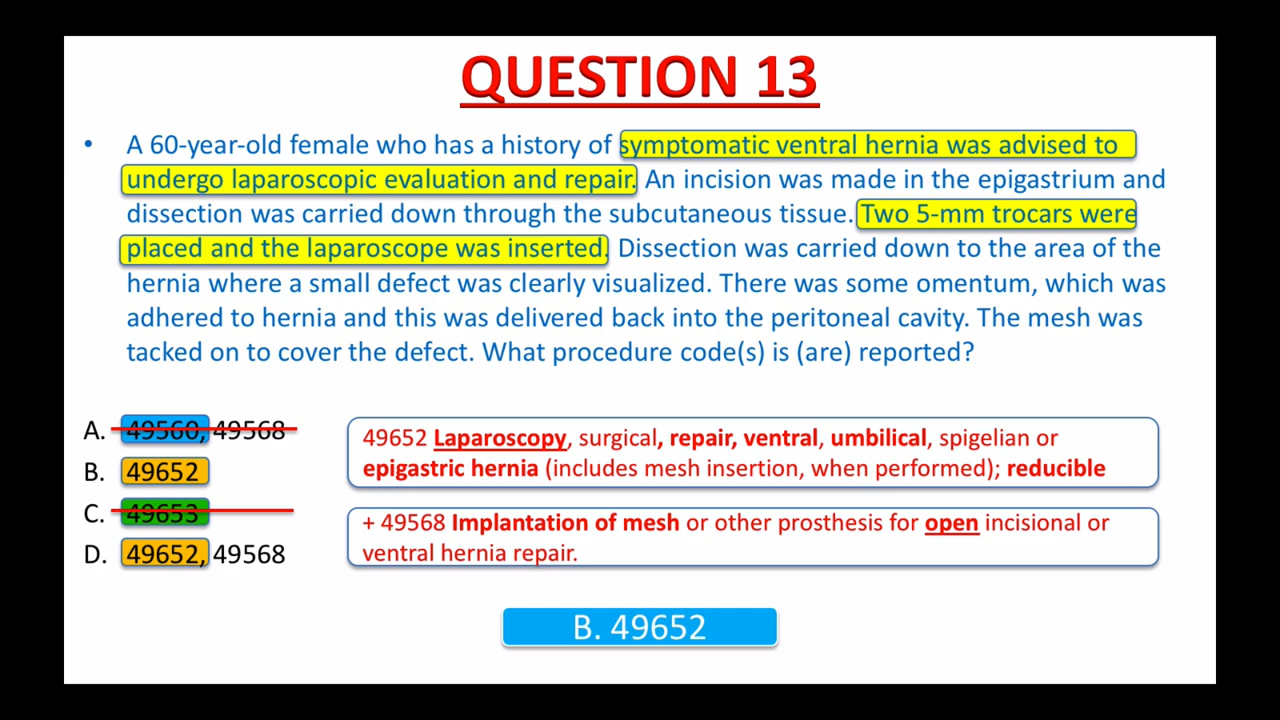 QUESTION 13
• A 60-year-old female who has a history of symptomatic ventral hernia was advised to
undergo laparoscopic evaluation and repair. An incision was made in the epigastrium and
dissection was carried down through the subcutaneous tissue. Two 5-mm trocars were
placed and the laparoscope was inserted. Dissection was carried down to the area of the
hernia where a small defect was clearly visualized. There was some omentum, which was
adhered to hernia and this was delivered back into the peritoneal cavity. The mesh was
tacked on to cover the defect. What procedure code(s) is (are) reported?
A. 49560, 49568
B. 49652
C. 49653
D. 49652, 49568
49652 Laparoscopy, surgical, repair, ventral, umbilical, spigelian or
epigastric hernia (includes mesh insertion, when performed); reducible
+ 49568 Implantation of mesh or other prosthesis for open incisional or
ventral hernia repair.
B. 49652